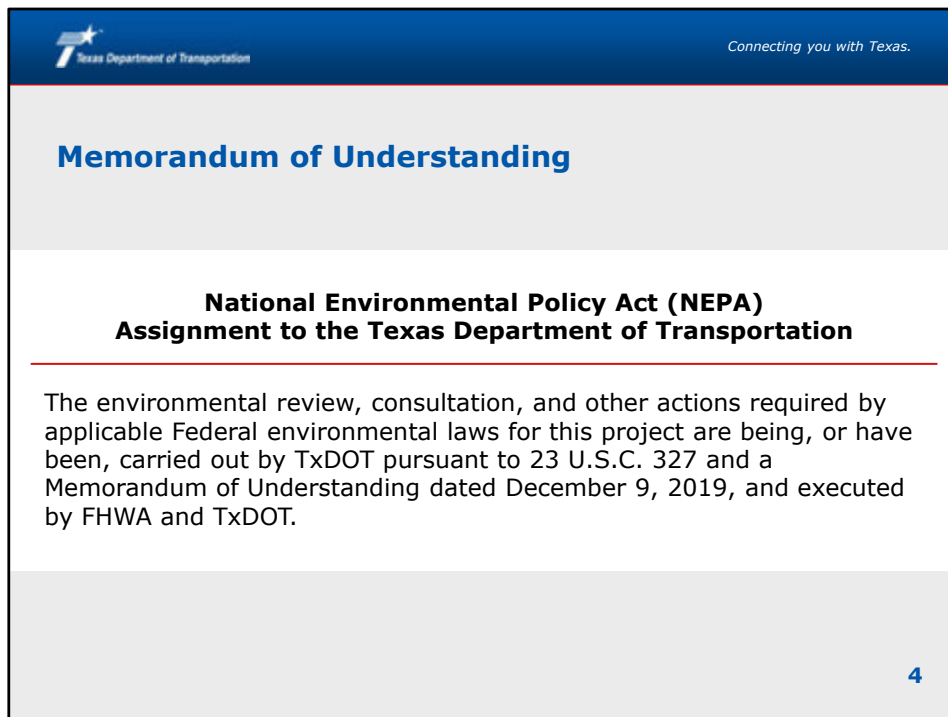 Texas Department of Transportation
Connecting you with Texas.
Memorandum of Understanding
National Environmental Policy Act (NEPA)
Assignment to the Texas Department of Transportation
The environmental review, consultation, and other actions required by
applicable Federal environmental laws for this project are being, or have
been, carried out by TxDOT pursuant to 23 U.S.C. 327 and a
Memorandum of Understanding dated December 9, 2019, and executed
by FHWA and TxDOT.
4